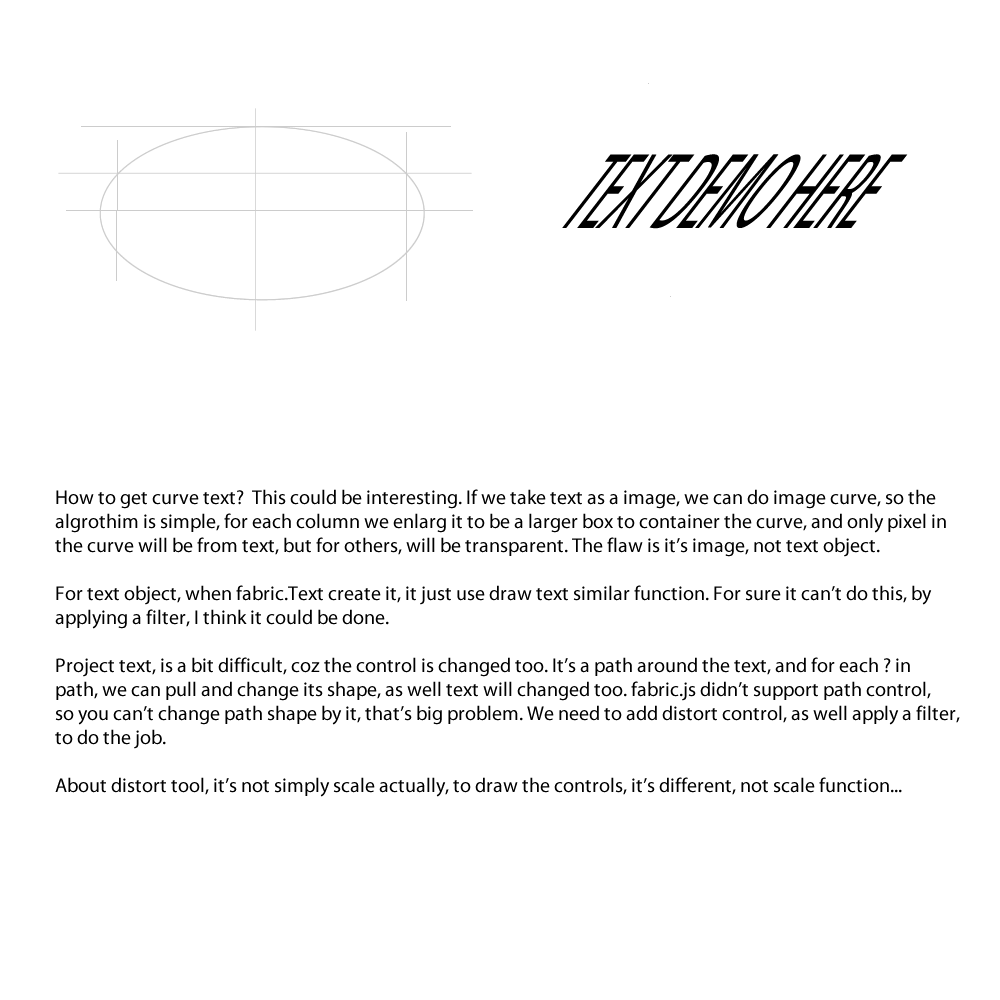 TEXT DEMO HERE
How to get curve text?  This could be interesting. If we take text as a image, we can do image curve, so the
algrothim is simple, for each column we enlarg it to be a larger box to container the curve, and only pixel in
the curve will be from text, but for others, will be transparent. The flaw is it’s image, not text object.
For text object, when fabric.Text create it, it just use draw text similar function. For sure it can’t do this, by
applying a filter, I think it could be done.
Project text, is a bit difficult, coz the control is changed too. It’s a path around the text, and for each ? in
path, we can pull and change its shape, as well text will changed too. fabric.js didn’t support path control,
so you can’t change path shape by it, that’s big problem. We need to add distort control, as well apply a filter,
to do the job.
About distort tool, it’s not simply scale actually, to draw the controls, it’s different, not scale function...